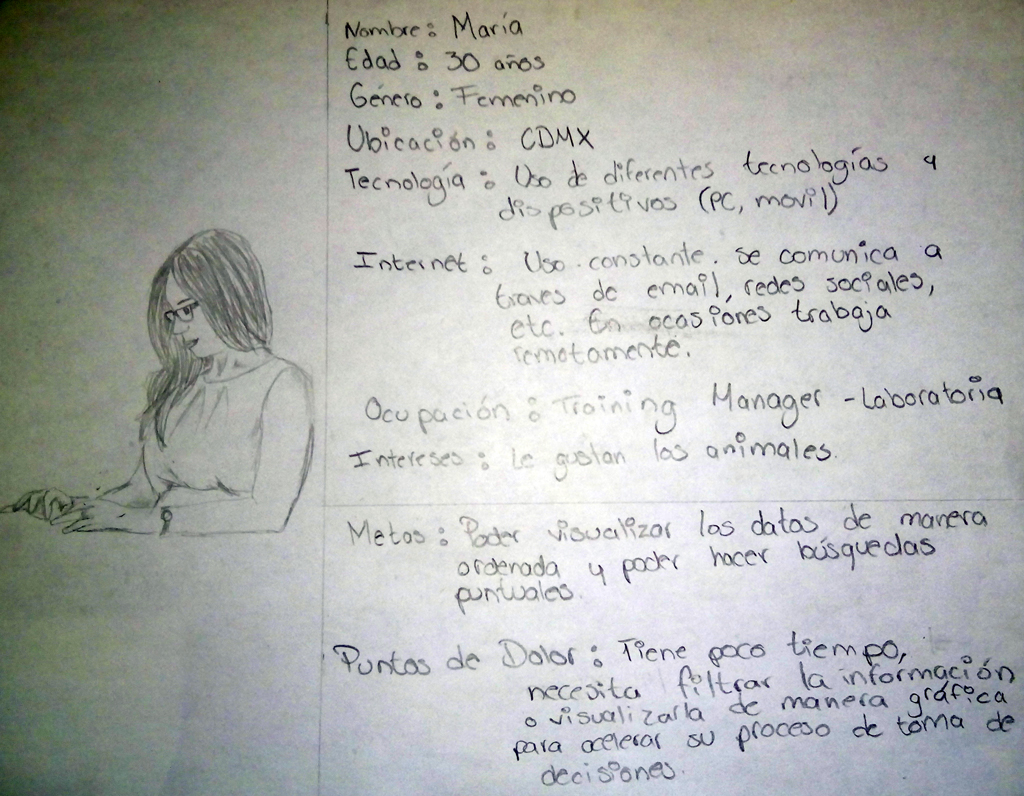 Nombre: María
Edad: 30 años
Género: Femenino
Ubicación: CDMX
Tecnología: Uso de diferentes tecnologías y
dispositivos (PC, movil)
Internet: Uso constante. se comunica a
traves de email, redes sociales,
etc. En ocasiones trabaja
remotamente.
Ocupación: Training Manager - Laboratoria
Intereses: Le gustan los animales.
Metas: Poder visualizar los datos de manera
ordenada y poder hacer búsquedas
puntuales.
Puntos de Dolor: Tiene poco tiempo,
necesita filtrar la información
o visualizarla de manera gráfica
para acelerar su proceso de toma de
decisiones.